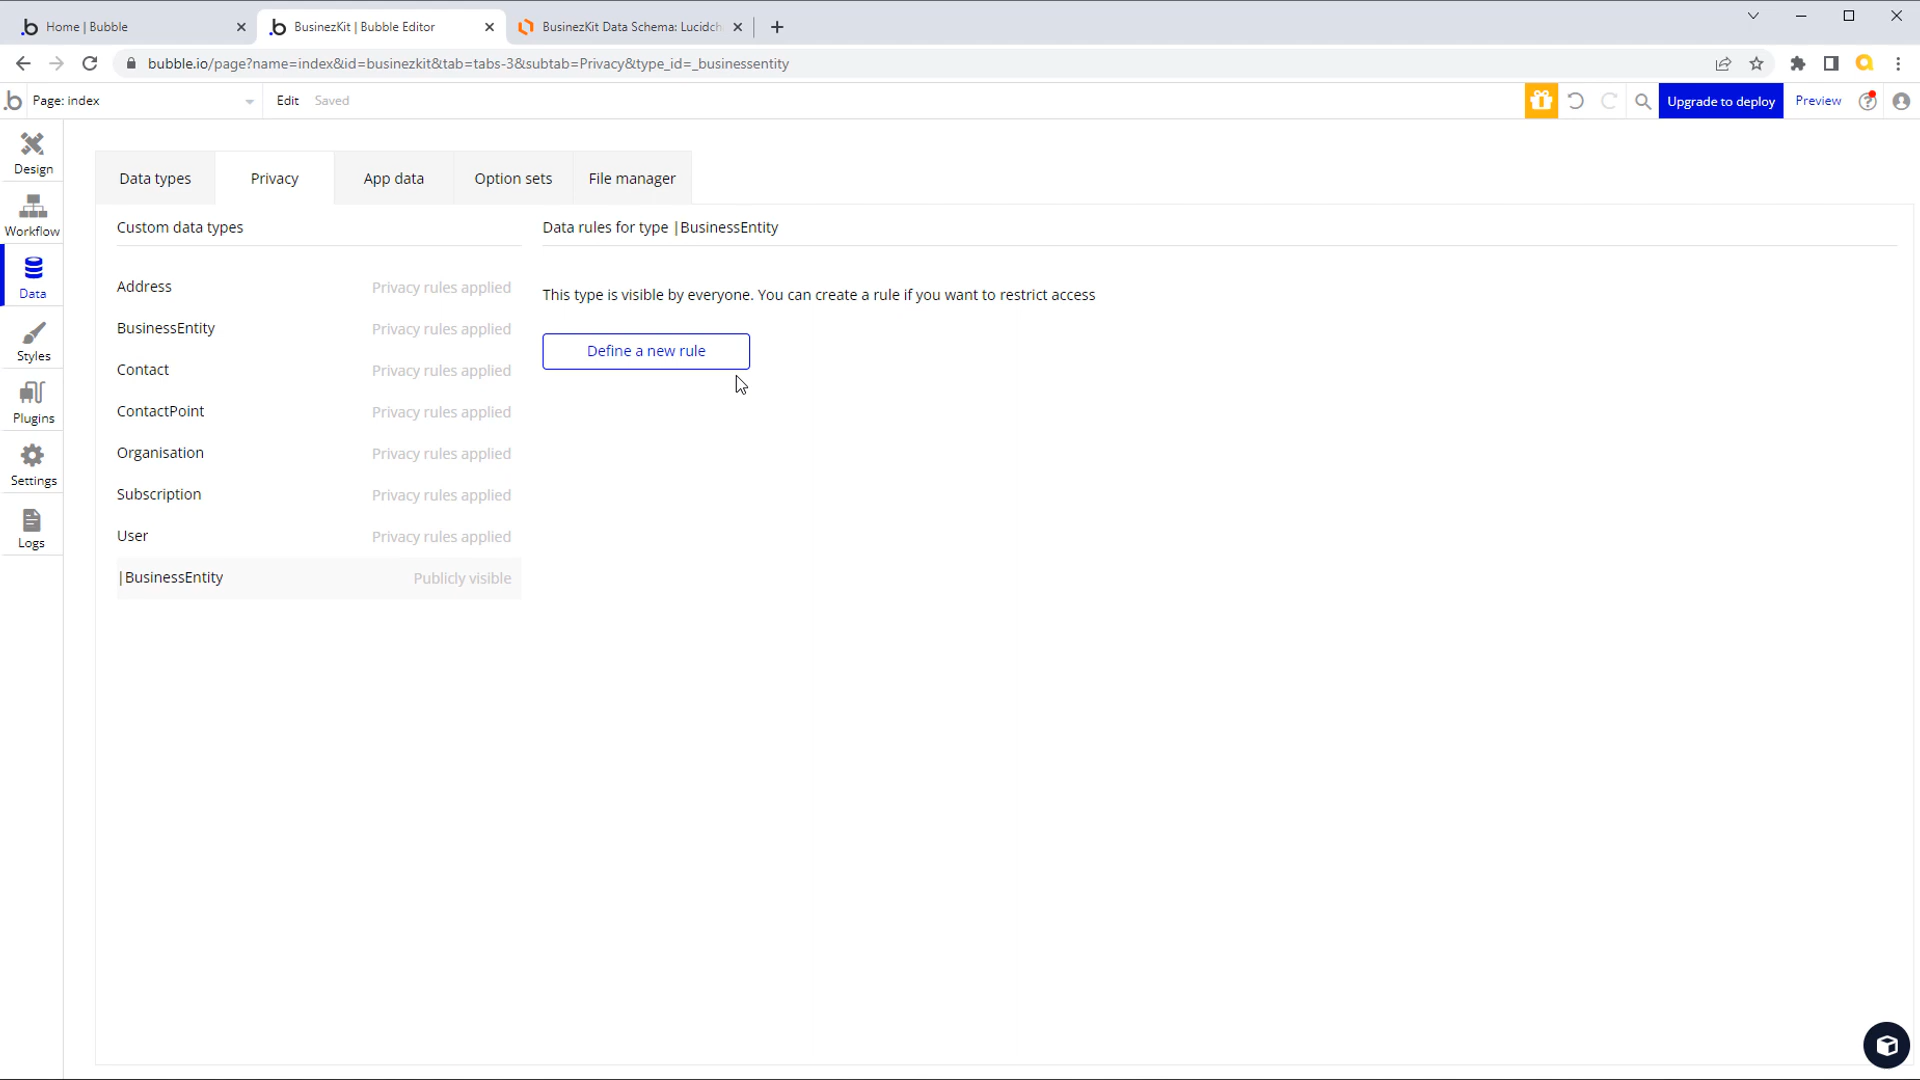 Home | Bubble
BusinezKit | Bubble Editor
BusinezKit Data Schema: Lucidch
bubble.io/page?name=index&id=businezkit&tab=tabs-3&subtab=Privacy&type_id=_businessentity
Page: index
Edit
Saved
Upgrade to deploy
Preview
Design
Workflow
Data
Styles
Plugins
Settings
Logs
Data types
Privacy
App data
Option sets
File manager
Custom data types
Data rules for type |BusinessEntity
Address Privacy rules applied
This type is visible by everyone. You can create a rule if you want to restrict access
BusinessEntity Privacy rules applied
Define a new rule
Contact Privacy rules applied
ContactPoint Privacy rules applied
Organisation Privacy rules applied
Subscription Privacy rules applied
User Privacy rules applied
|BusinessEntity Publicly visible